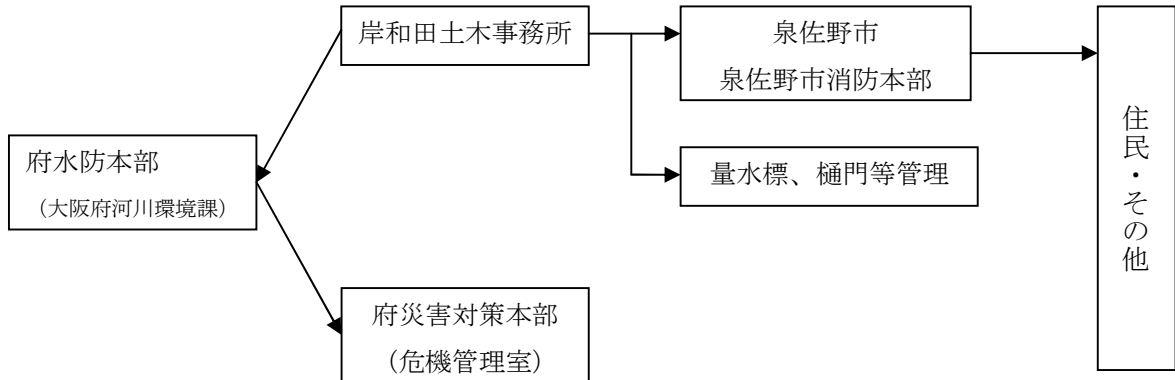 岸和田土木事務所
泉佐野市
泉佐野市消防本部
府水防本部
（大阪府河川環境課）
量水標、樋門等管理
住民・その他
府災害対策本部
（危機管理室）